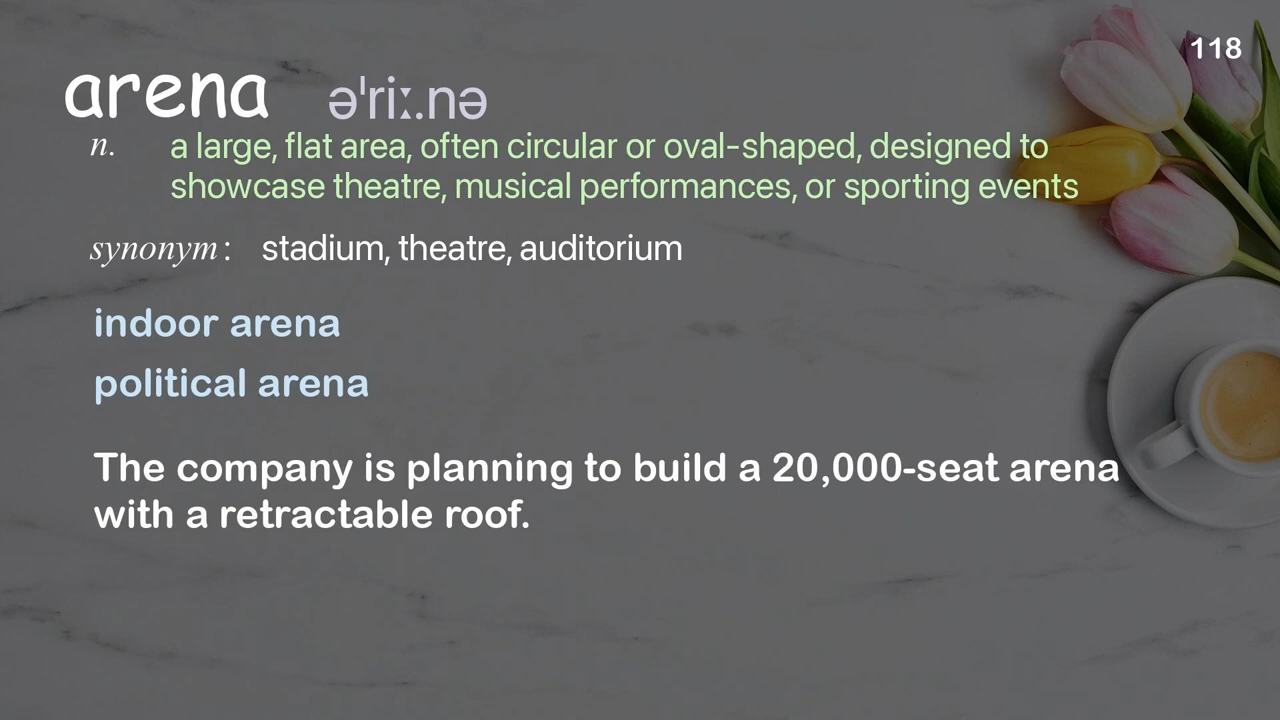 118
arena əˈriː.nə
n. a large, flat area, often circular or oval-shaped, designed to
showcase theatre, musical performances, or sporting events
synonym: stadium, theatre, auditorium
indoor arena
political arena
The company is planning to build a 20,000-seat arena
with a retractable roof.